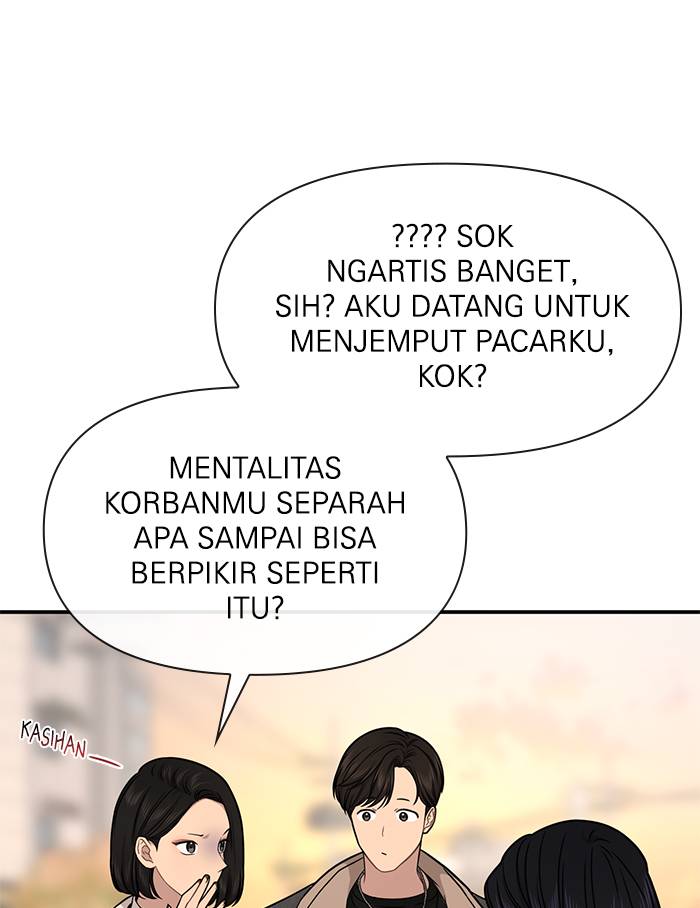 ???? SOK
NGARTIS BANGET,
SIH? AKU DATANG UNTUK
MENJEMPUT PACARKU,
KOK?
MENTALITAS
KORBANMU SEPARAH
APA SAMPAI BISA
BERPIKIR SEPERTI
ITU?
KASIHAN